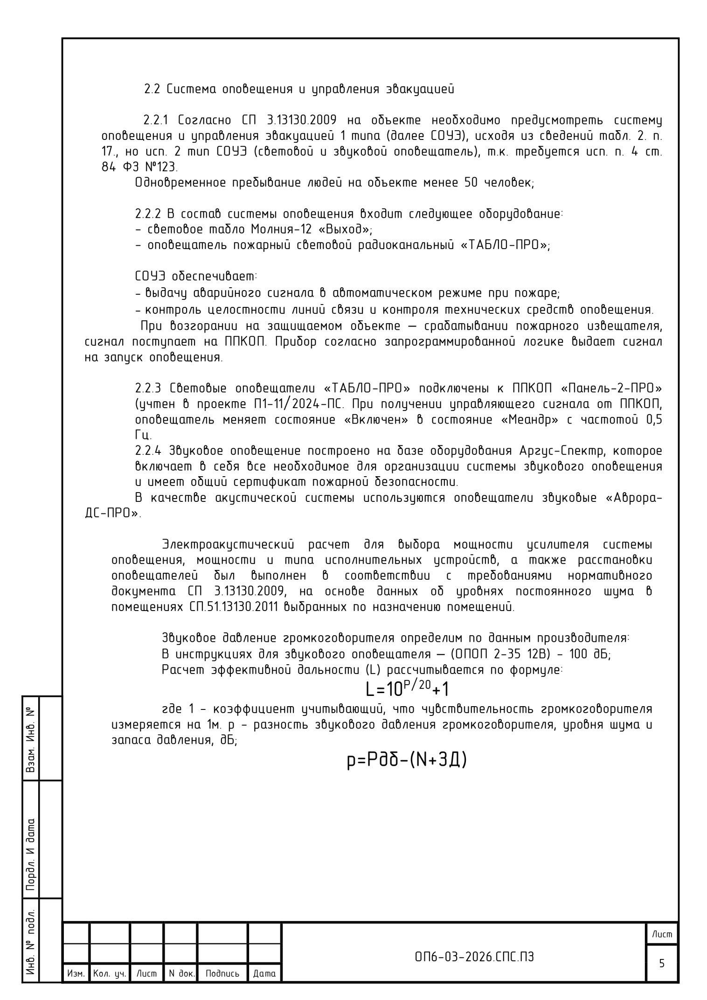 2.2 Система оповещения и управления эвакуацией
2.2.1 Согласно СП 3.13130.2009 на объекте необходимо предусмотреть систему
оповещения и управления эвакуацией 1 типа (далее СОУЭ), исходя из сведений табл. 2. п.
17., но исп. 2 тип СОУЭ (световой и звуковой оповещатель), т.к. требуется исп. п. 4 ст.
84 ФЗ №123.
Одновременное пребывание людей на объекте менее 50 человек;
2.2.2 В состав системы оповещения входит следующее оборудование:
- световое табло Молния-12 «Выход»;
- оповещатель пожарный световой радиоканальный «ТАБЛО-ПРО»;
СОУЭ обеспечивает:
- выдачу аварийного сигнала в автоматическом режиме при пожаре;
- контроль целостности линий связи и контроля технических средств оповещения.
При возгорании на защищаемом объекте – срабатывании пожарного извещателя,
сигнал поступает на ППКОП. Прибор согласно запрограммированной логике выдает сигнал
на запуск оповещения.
2.2.3 Световые оповещатели «ТАБЛО-ПРО» подключены к ППКОП «Панель-2-ПРО»
(учтен в проекте П1-11/2024-ПС. При получении управляющего сигнала от ППКОП,
оповещатель меняет состояние «Включен» в состояние «Меандр» с частотой 0,5
Гц.
2.2.4 Звуковое оповещение построено на базе оборудования Аргус-Спектр, которое
включает в себя все необходимое для организации системы звукового оповещения
и имеет общий сертификат пожарной безопасности.
В качестве акустической системы используются оповещатели звуковые «Аврора-
ДС-ПРО».
Электроакустический расчет для выбора мощности усилителя системы
оповещения, мощности и типа исполнительных устройств, а также расстановки
оповещателей был выполнен в соответствии с требованиями нормативного
документа СП 3.13130.2009, на основе данных об уровнях постоянного шума в
помещениях СП.51.13130.2011 выбранных по назначению помещений.
Звуковое давление громкоговорителя определим по данным производителя:
В инструкциях для звукового оповещателя – (ОПОП 2-35 12В) - 100 дБ;
Расчет эффективной дальности (L) рассчитывается по формуле:
L=10^P/20+1
где 1 - коэффициент учитывающий, что чувствительность громкоговорителя
измеряется на 1м. p - разность звукового давления громкоговорителя, уровня шума и
запаса давления, дБ;
p=Pдб-(N+ЗД)
Взам. Инв. №
Пордл. И дата
Инв. № подл.
Изм. Кол. уч. Лист N док. Подпись Дата
ОП6-03-2026.СПС.ПЗ
Лист
5